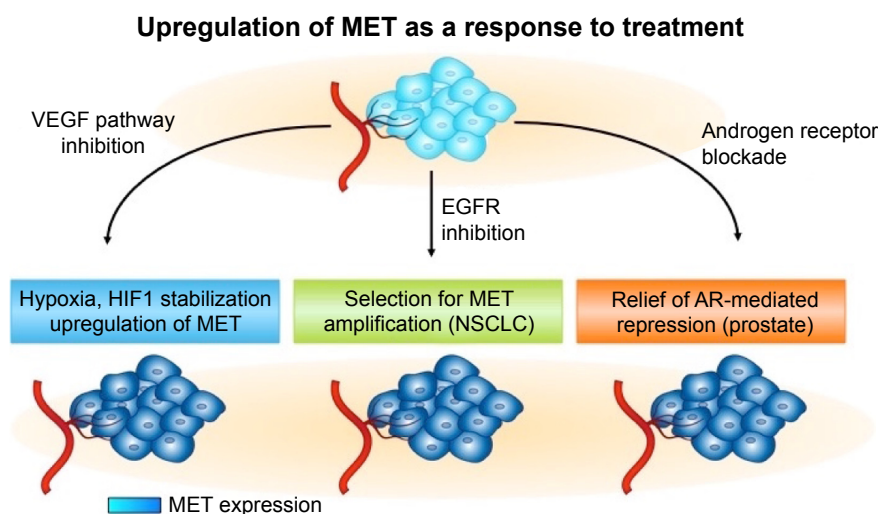 Upregulation of MET as a response to treatment
VEGF pathway
inhibition
Androgen receptor
blockade
EGFR
inhibition
Hypoxia, HIF1 stabilization
upregulation of MET
Selection for MET
amplification (NSCLC)
Relief of AR-mediated
repression (prostate)
MET expression